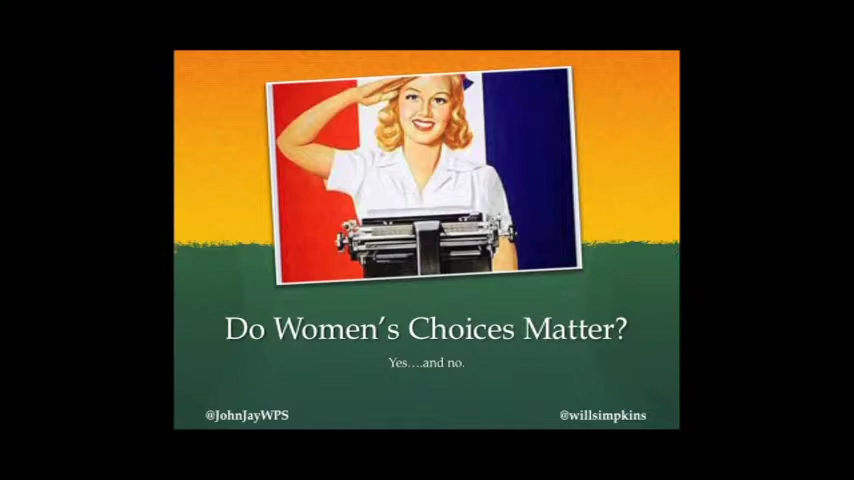 Do Women's Choices Matter?
Yes….and no.
@JohnJayWPS
@willsimpkins